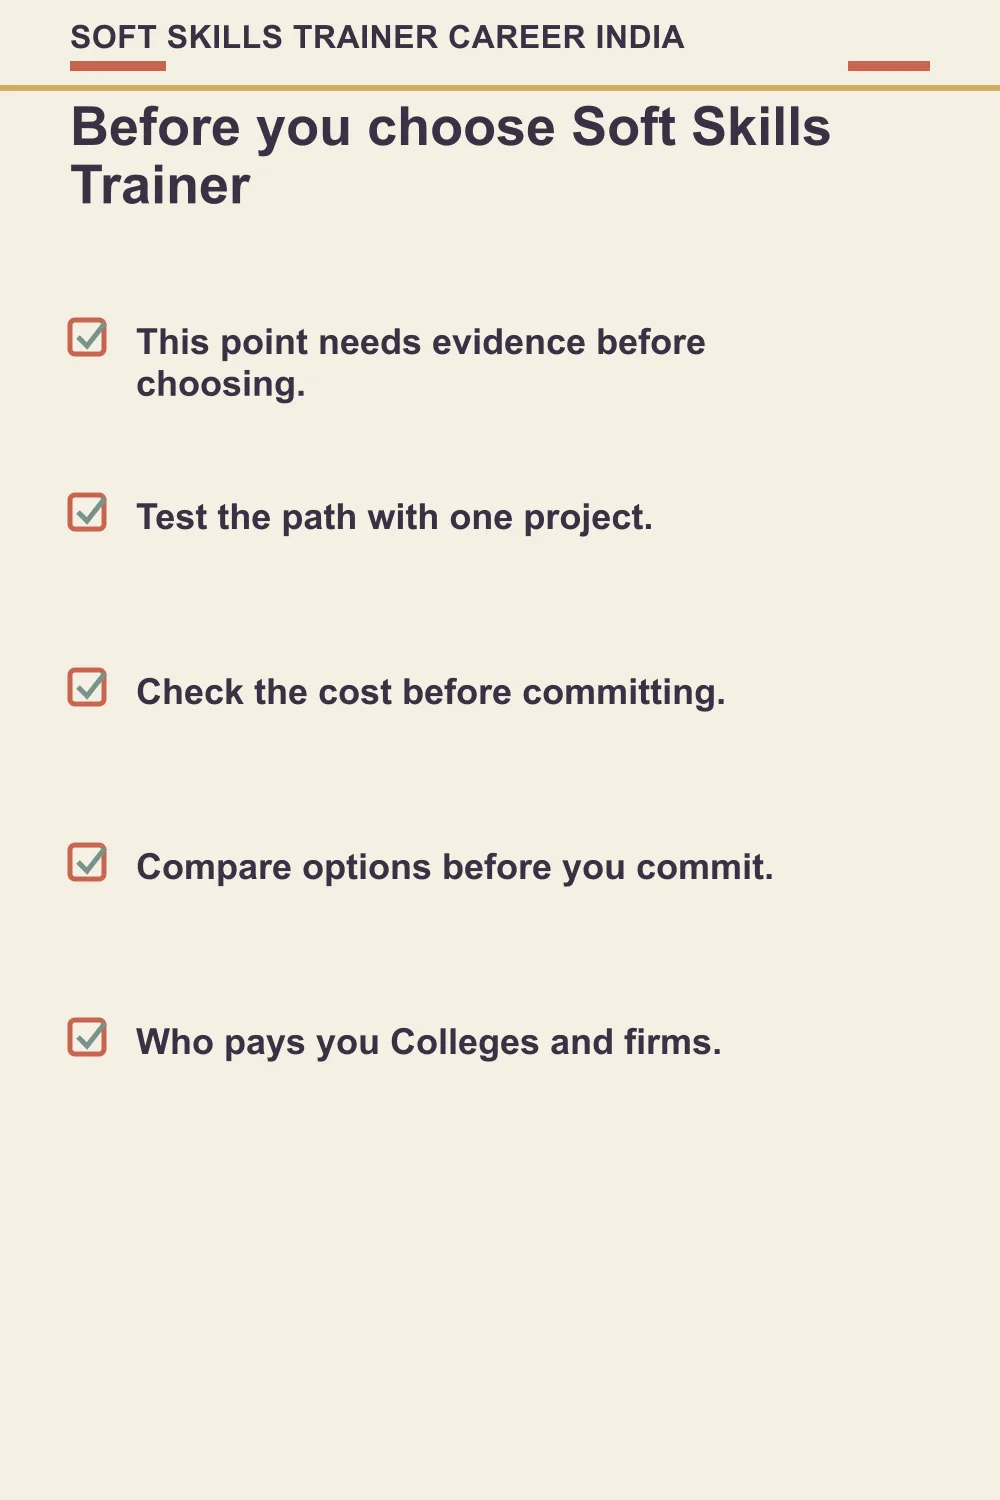 SOFT SKILLS TRAINER CAREER INDIA
Before you choose Soft Skills
Trainer
This point needs evidence before
choosing.
Test the path with one project.
Check the cost before committing.
Compare options before you commit.
Who pays you Colleges and firms.